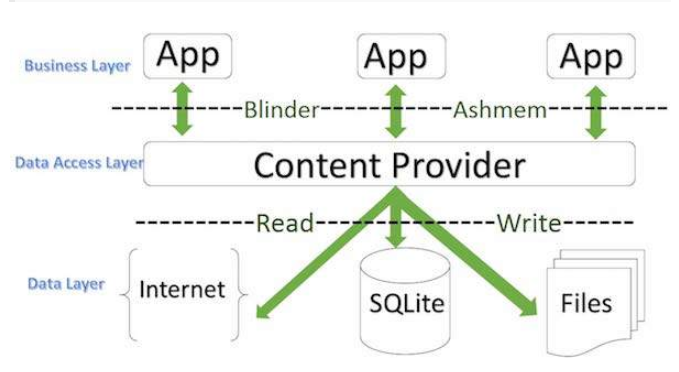 Business Layer
App App App
Blinder Ashmem
Data Access Layer
Content Provider
Read Write
Data Layer
Internet
SQLite
Files